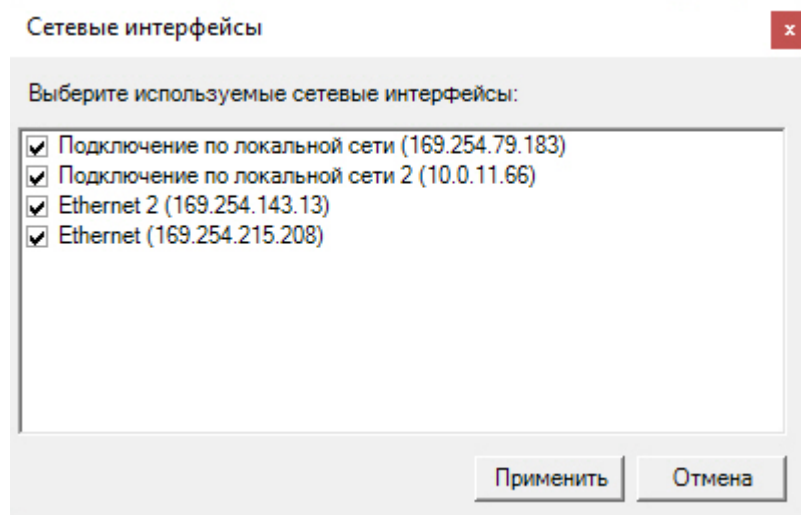 Сетевые интерфейсы
x
Выберите используемые сетевые интерфейсы:
Подключение по локальной сети (169.254.79.183)
Подключение по локальной сети 2 (10.0.11.66)
Ethernet 2 (169.254.143.13)
Ethernet (169.254.215.208)
Применить Отмена